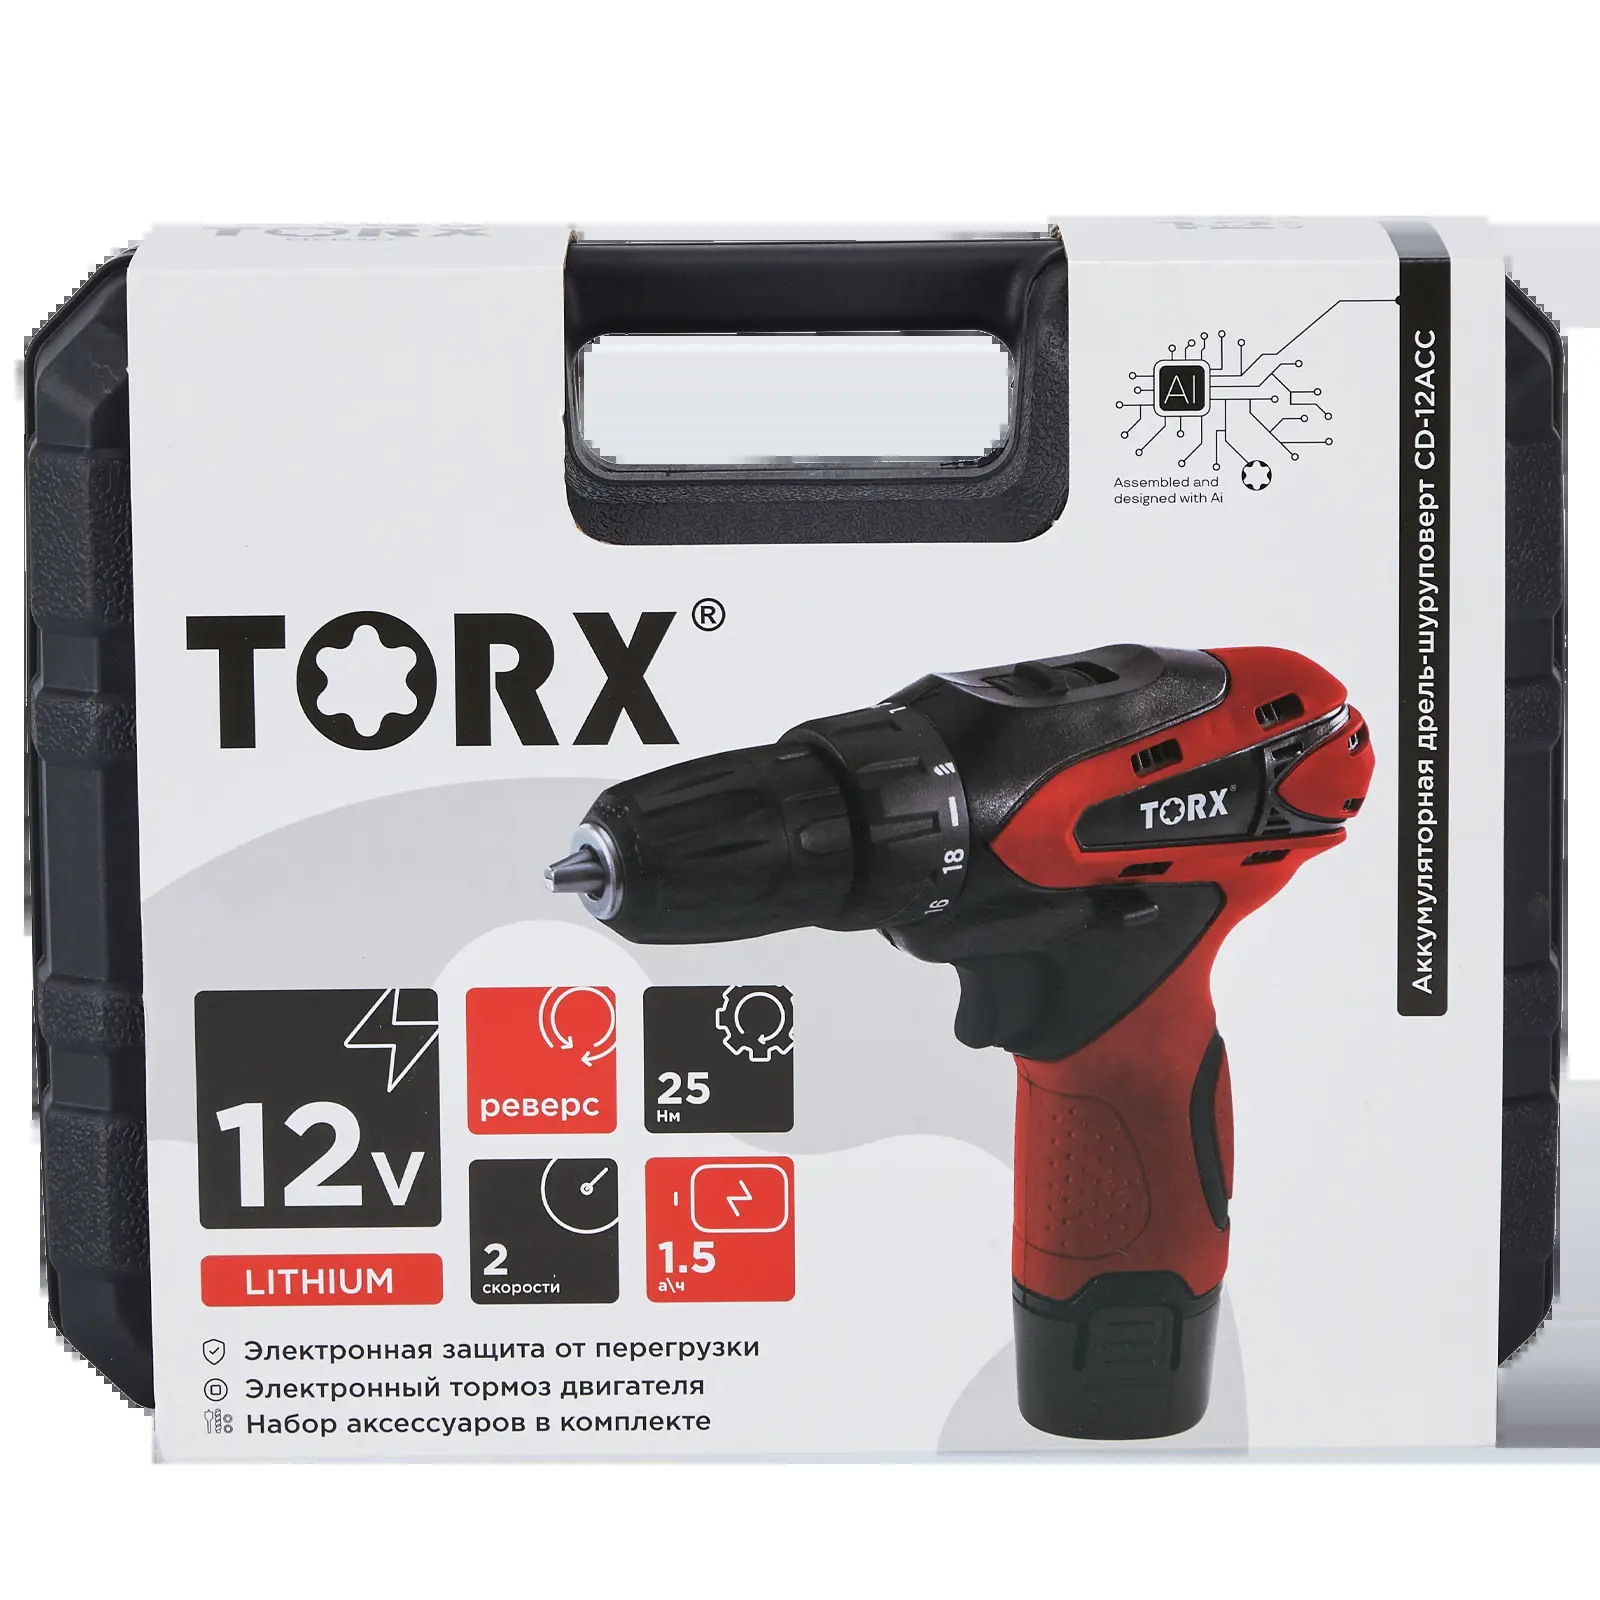 TORX
AI
Assembled and
designed with Ai
Аккумуляторная дрель-шуруповерт CD-12ACC
TORX®
TORX®
18
16
12v
реверс
25
Нм
2
скорости
1.5
а\ч
LITHIUM
Электронная защита от перегрузки
Электронный тормоз двигателя
Набор аксессуаров в комплекте